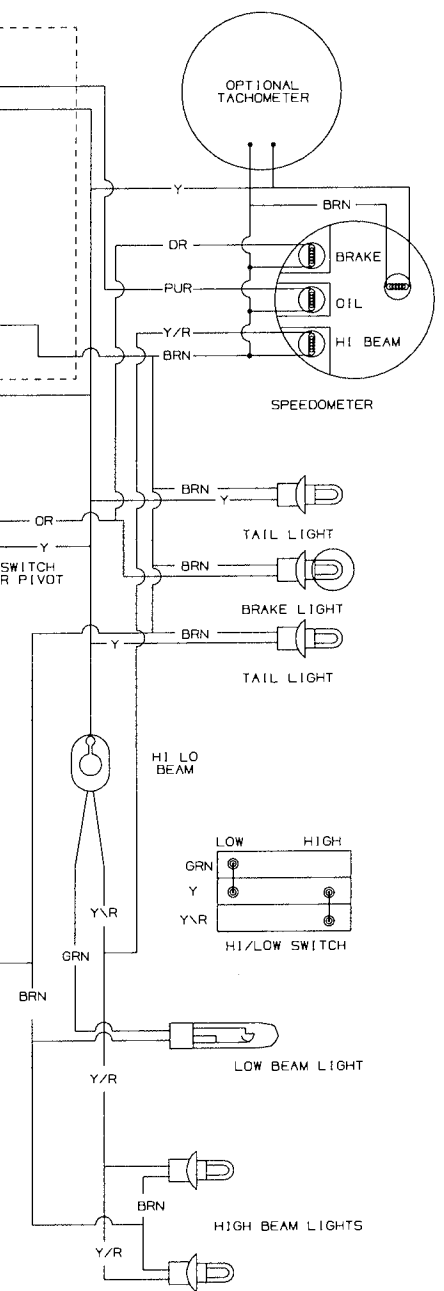 OPTIONAL
TACHOMETER
Y
BRN
OR
BRAKE
PUR
OIL
Y/R
HI BEAM
BRN
SPEEDOMETER
BRN
Y
OR
TAIL LIGHT
Y
SWITCH
R PIVOT
BRN
BRAKE LIGHT
BRN
Y
TAIL LIGHT
HI LO
BEAM
LOW HIGH
GRN
Y
Y\R
HI/LOW SWITCH
Y\R
GRN
BRN
LOW BEAM LIGHT
Y/R
BRN
HIGH BEAM LIGHTS
Y/R